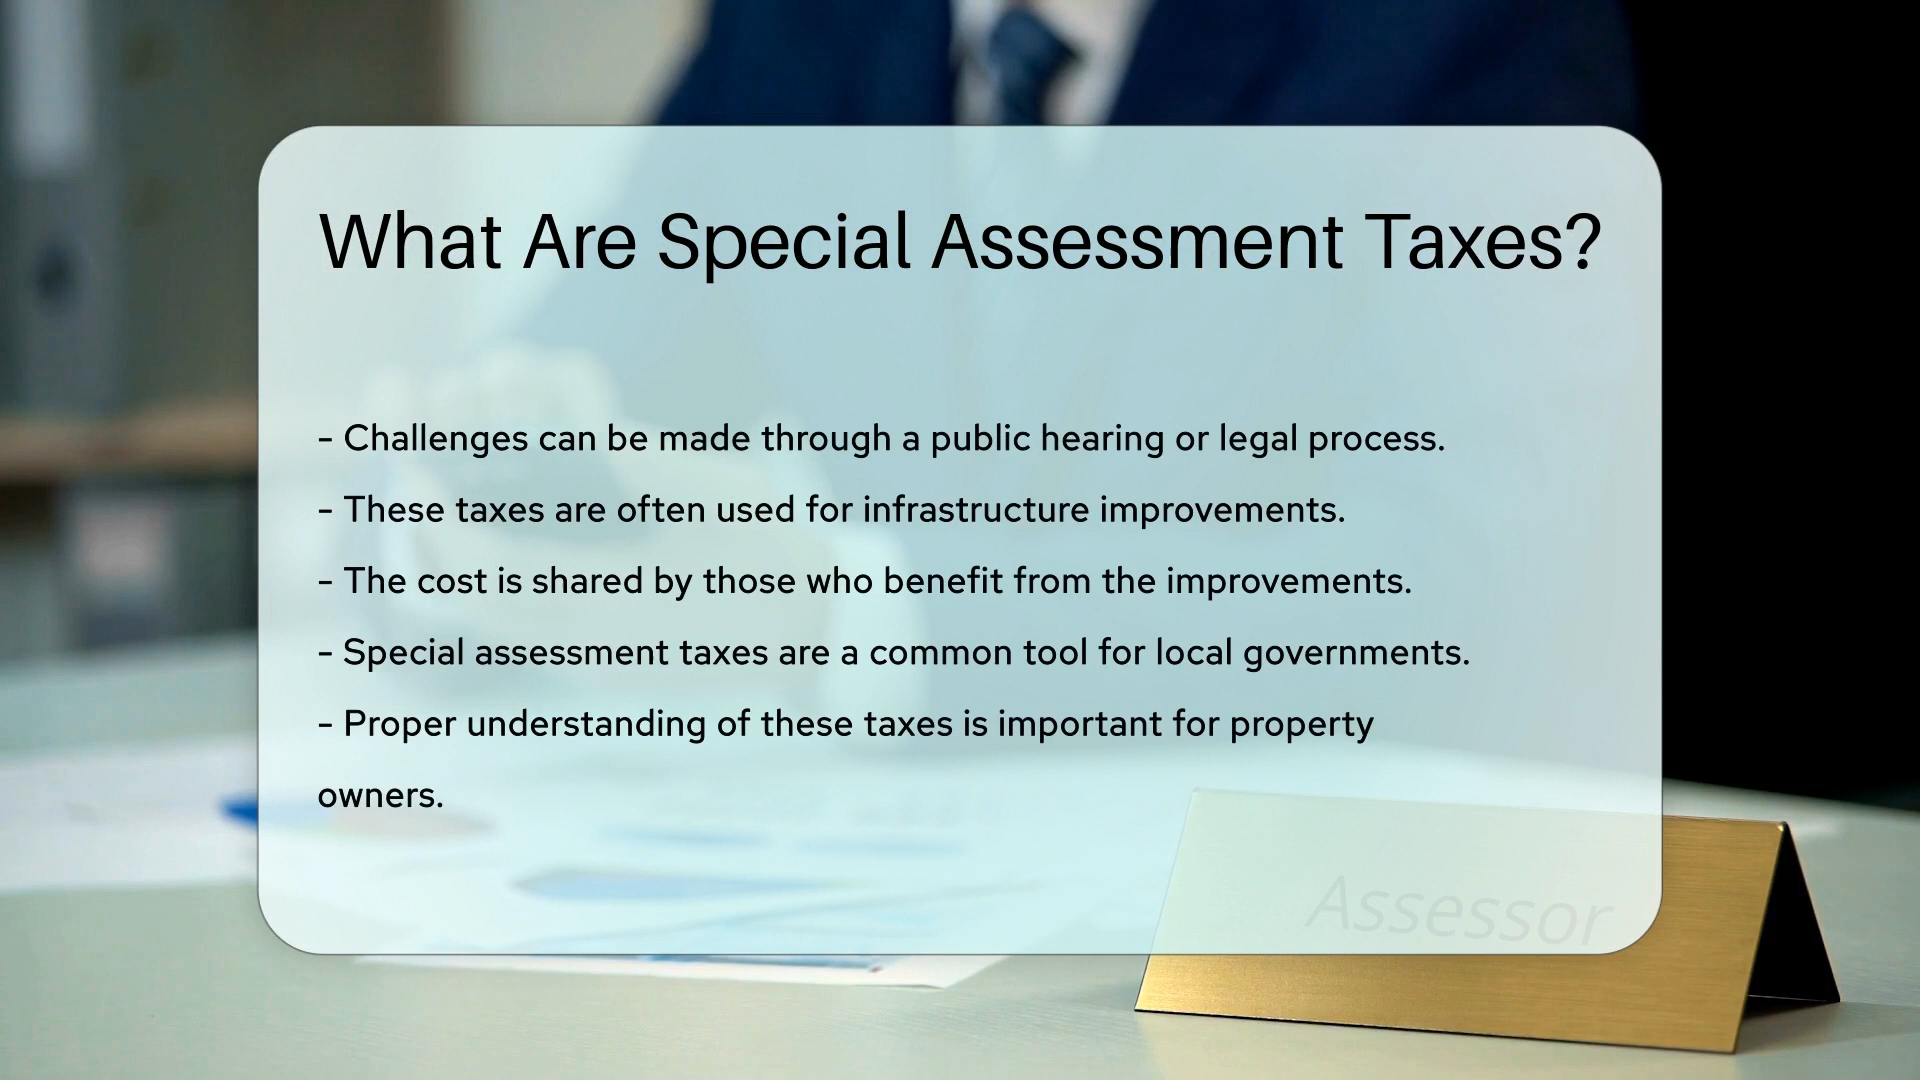 What Are Special Assessment Taxes?
- Challenges can be made through a public hearing or legal process.
- These taxes are often used for infrastructure improvements.
- The cost is shared by those who benefit from the improvements.
- Special assessment taxes are a common tool for local governments.
- Proper understanding of these taxes is important for property
owners.
Assessor